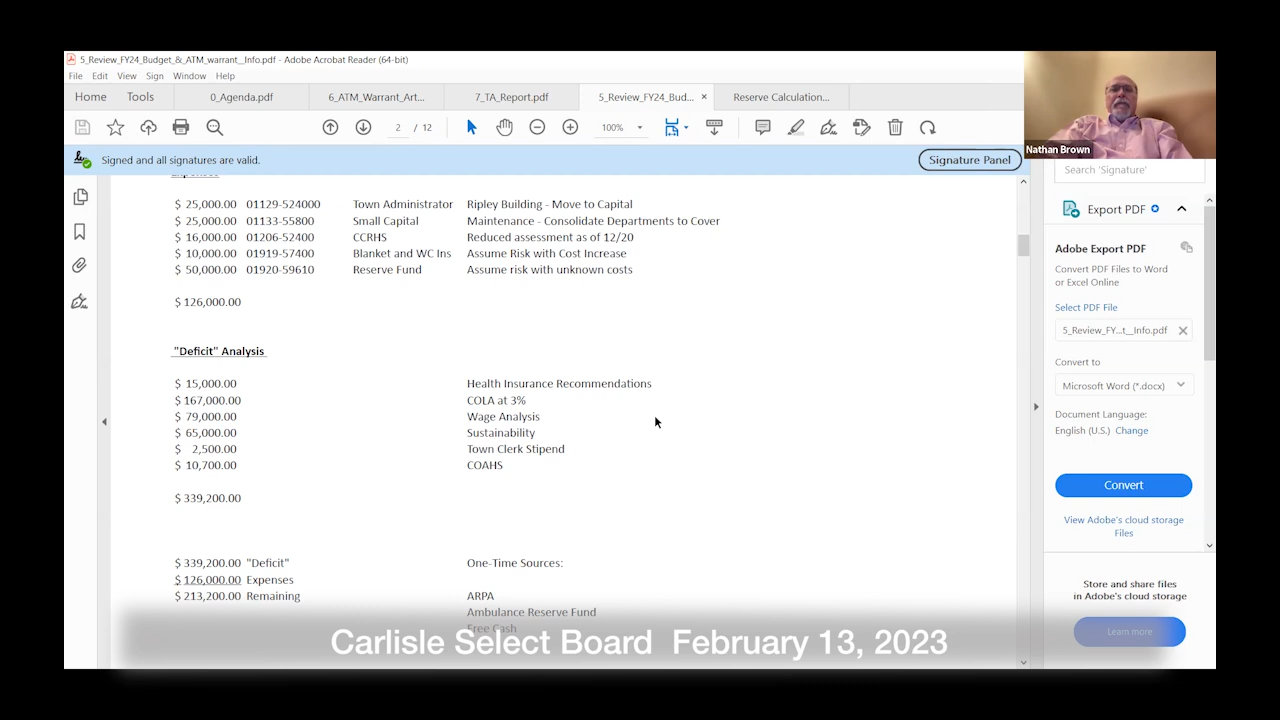 5_Review_FY24_Budget_&_ATM_warrant__Info.pdf - Adobe Acrobat Reader (64-bit)
File Edit View Sign Window Help
Home Tools 0_Agenda.pdf 6_ATM_Warrant_Art... 7_TA_Report.pdf 5_Review_FY24_Bud... × Reserve Calculation...
2 / 12 100%
Nathan Brown
Signed and all signatures are valid. Signature Panel
Search 'Signature'
Expenses
$ 25,000.00 01129-524000 Town Administrator Ripley Building - Move to Capital
$ 25,000.00 01133-55800 Small Capital Maintenance - Consolidate Departments to Cover
$ 16,000.00 01206-52400 CCRHS Reduced assessment as of 12/20
$ 10,000.00 01919-57400 Blanket and WC Ins Assume Risk with Cost Increase
$ 50,000.00 01920-59610 Reserve Fund Assume risk with unknown costs
$ 126,000.00
"Deficit" Analysis
$ 15,000.00 Health Insurance Recommendations
$ 167,000.00 COLA at 3%
$ 79,000.00 Wage Analysis
$ 65,000.00 Sustainability
$ 2,500.00 Town Clerk Stipend
$ 10,700.00 COAHS
$ 339,200.00
$ 339,200.00 "Deficit" One-Time Sources:
$ 126,000.00 Expenses
$ 213,200.00 Remaining ARPA
Ambulance Reserve Fund
Free Cash
Export PDF
Adobe Export PDF
Convert PDF Files to Word
or Excel Online
Select PDF File
5_Review_FY...t__Info.pdf
Convert to
Microsoft Word (*.docx)
Document Language:
English (U.S.) Change
Convert
View Adobe's cloud storage
Files
Store and share files
in Adobe's cloud storage
Learn more
Carlisle Select Board February 13, 2023